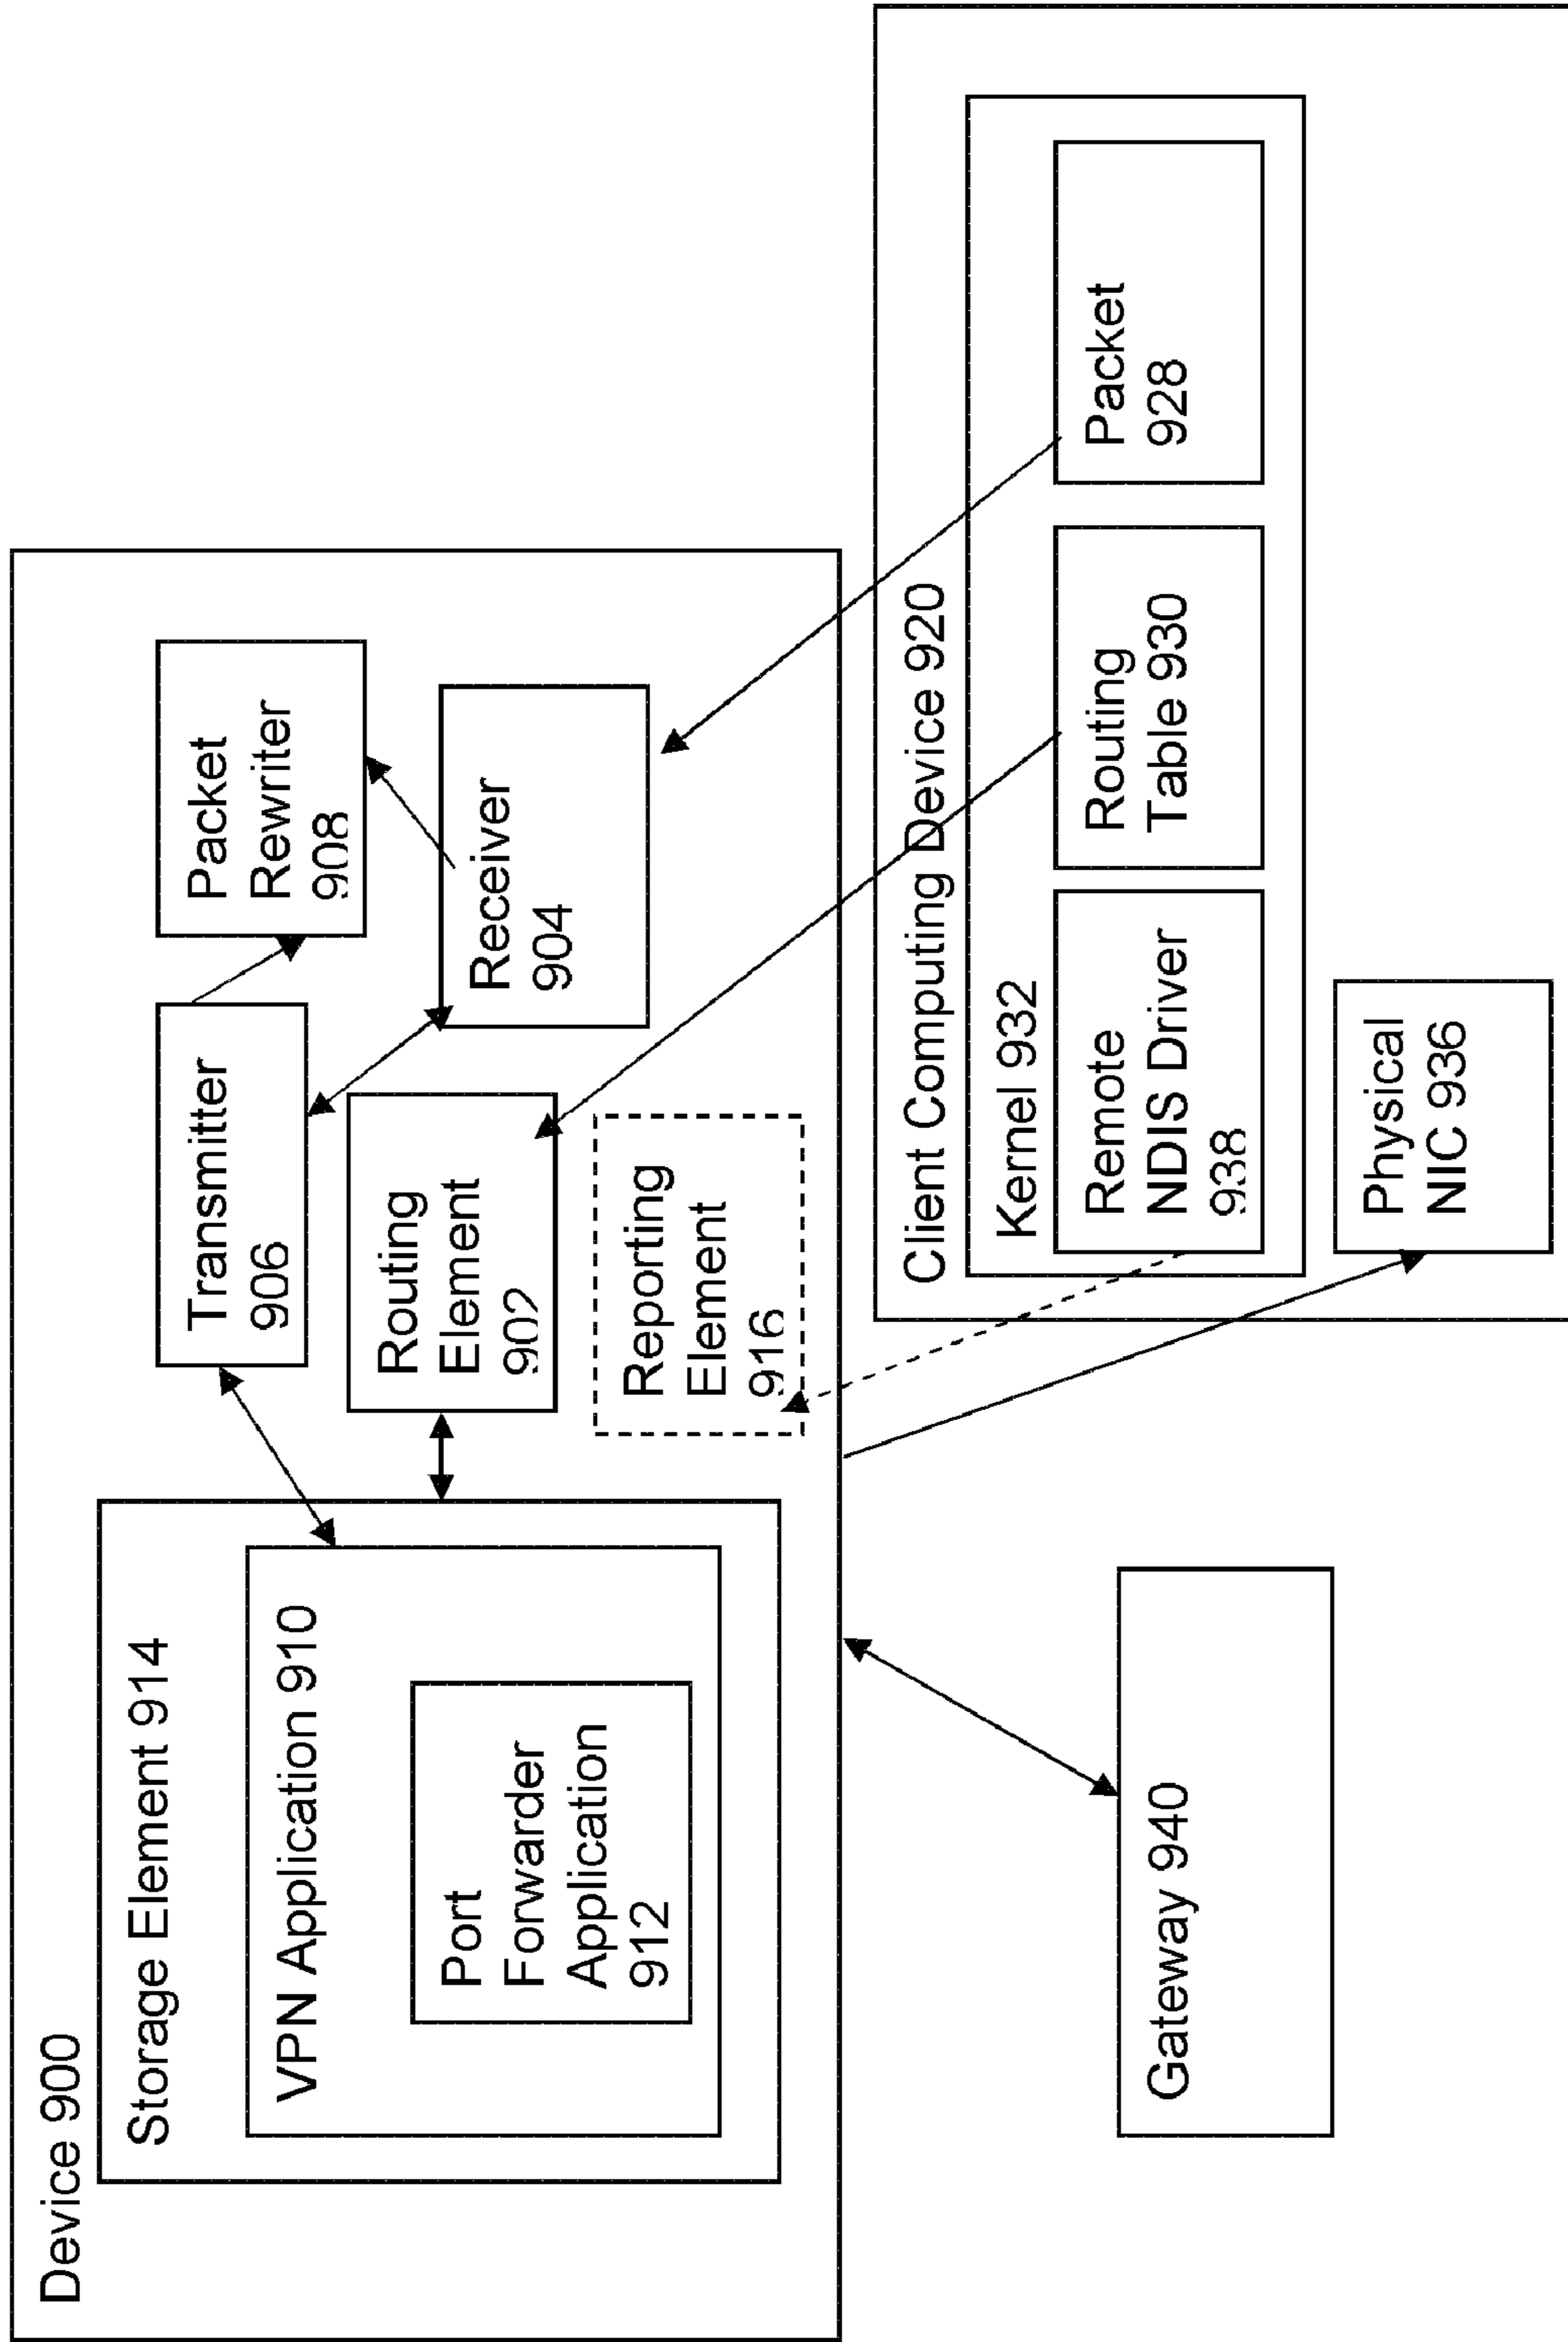 Device 900
Storage Element 914
VPN Application 910
Port
Forwarder
Application
912
Transmitter
906
Packet
Rewriter
908
Routing
Element
902
Receiver
904
Reporting
Element
916
Client Computing Device 920
Kernel 932
Remote
NDIS Driver
938
Routing
Table 930
Packet
928
Physical
NIC 936
Gateway 940